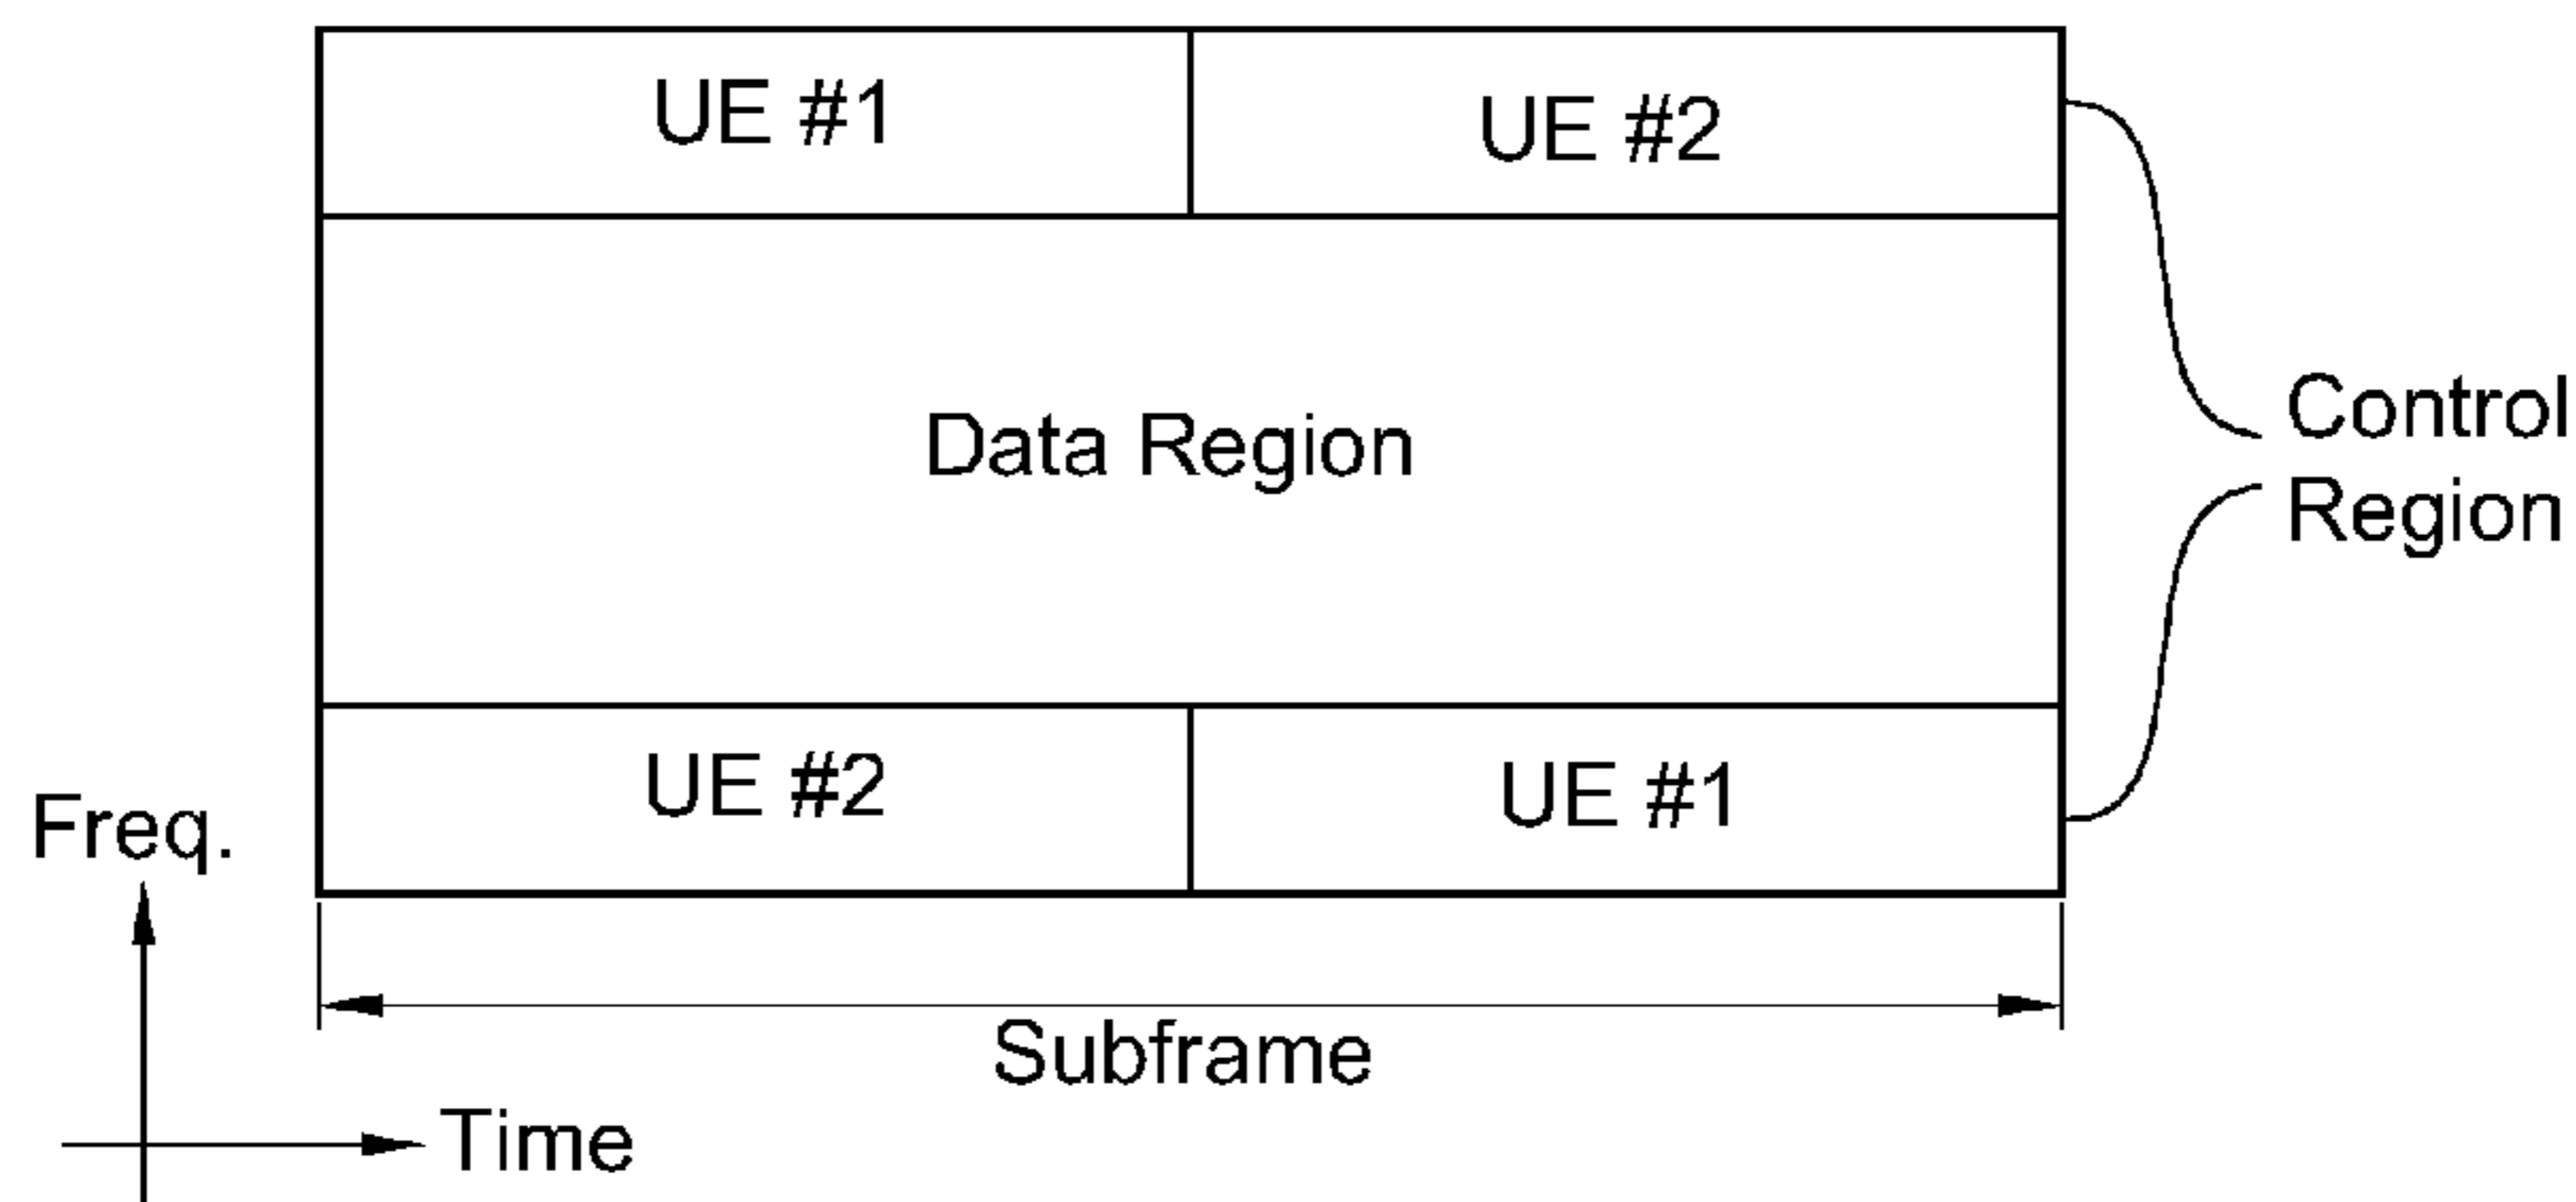 UE #1
UE #2
Data Region
Control
Region
UE #2
UE #1
Freq.
Subframe
Time